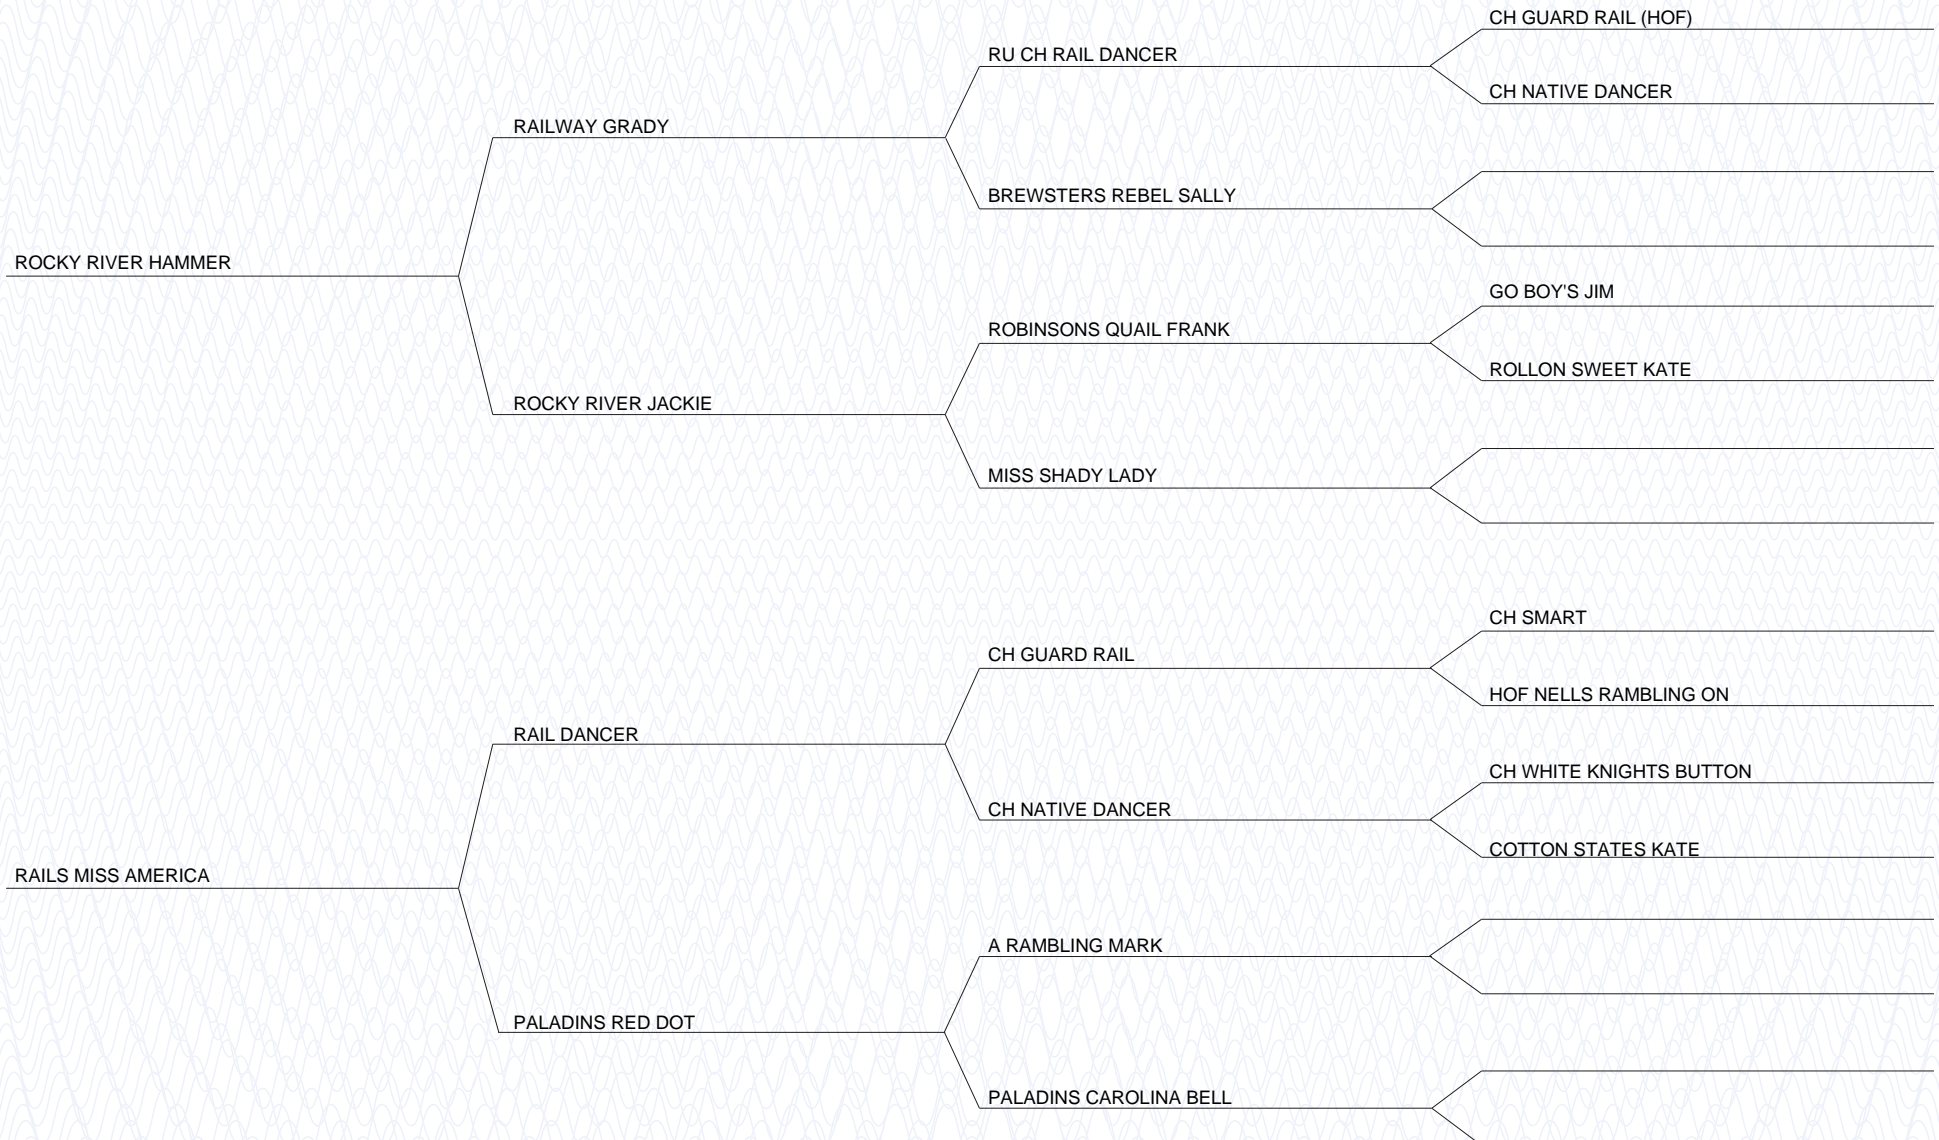 CH GUARD RAIL (HOF)
RU CH RAIL DANCER
CH NATIVE DANCER
RAILWAY GRADY
BREWSTERS REBEL SALLY
ROCKY RIVER HAMMER
GO BOY'S JIM
ROBINSONS QUAIL FRANK
ROLLON SWEET KATE
ROCKY RIVER JACKIE
MISS SHADY LADY
CH SMART
CH GUARD RAIL
HOF NELLS RAMBLING ON
RAIL DANCER
CH WHITE KNIGHTS BUTTON
CH NATIVE DANCER
COTTON STATES KATE
RAILS MISS AMERICA
A RAMBLING MARK
PALADINS RED DOT
PALADINS CAROLINA BELL